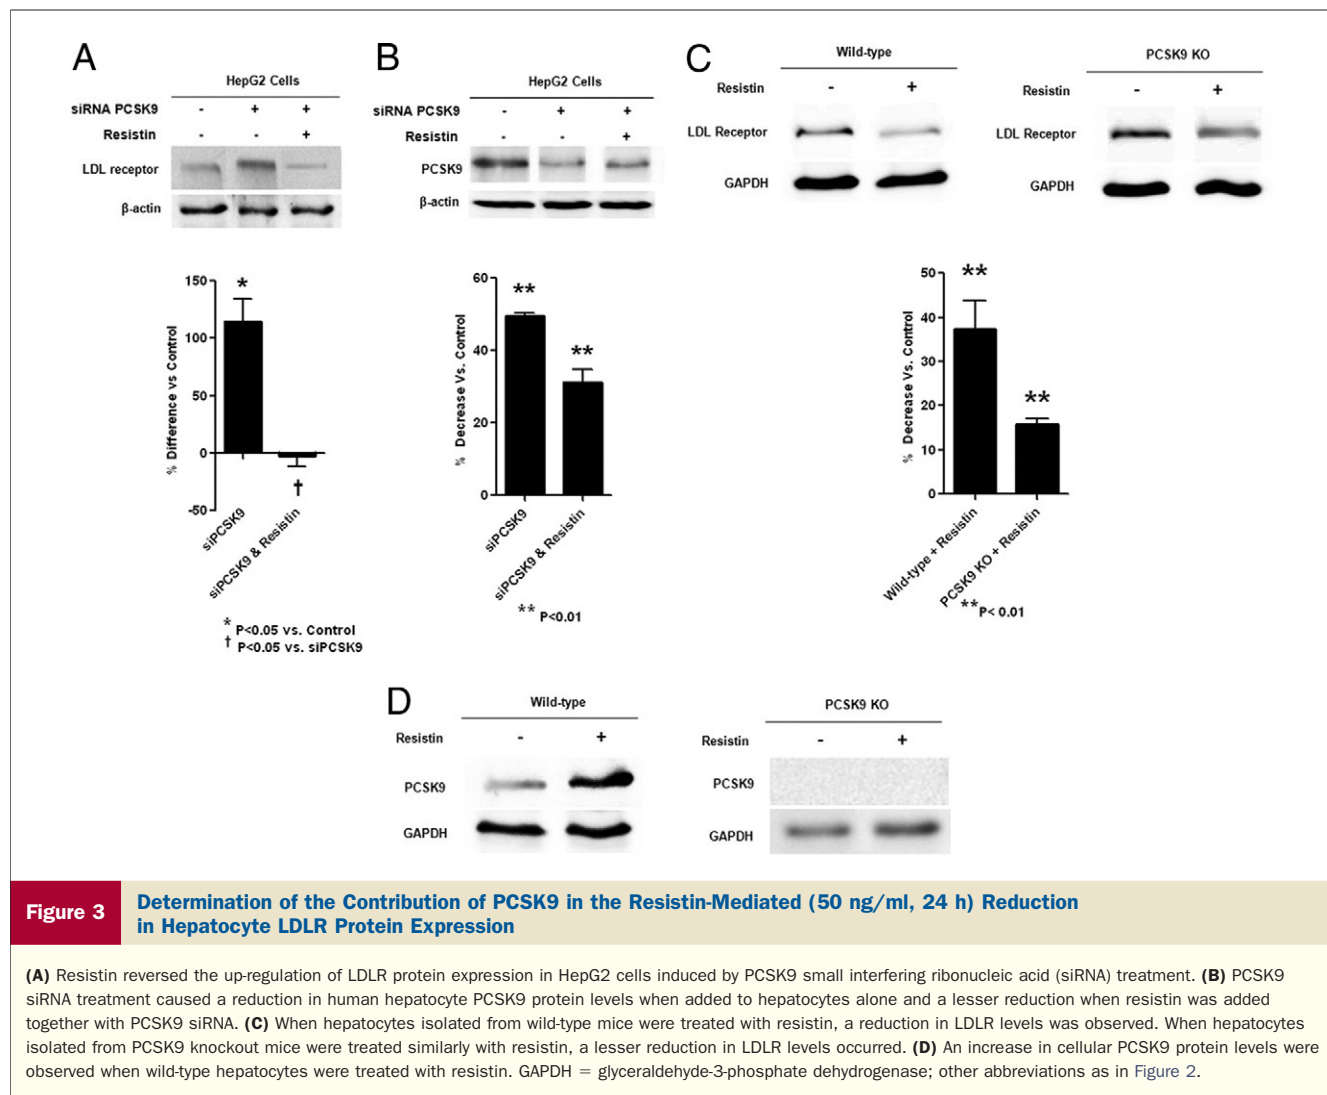 A
HepG2 Cells
siRNA PCSK9 - + +
Resistin - - +
LDL receptor
β-actin
% Difference vs Control
150
100
50
0
-50
*
†
siPCSK9
siPCSK9 & Resistin
* P<0.05 vs. Control
† P<0.05 vs. siPCSK9
B
HepG2 Cells
siRNA PCSK9 - + +
Resistin - - +
PCSK9
β-actin
% Decrease Vs. Control
60
40
20
0
**
**
siPCSK9
siPCSK9 & Resistin
** P<0.01
C
Wild-type
Resistin - +
LDL Receptor
GAPDH
PCSK9 KO
Resistin - +
LDL Receptor
GAPDH
% Decrease Vs. Control
50
40
30
20
10
0
**
**
Wild-type + Resistin
PCSK9 KO + Resistin
** P< 0.01
D
Wild-type
Resistin - +
PCSK9
GAPDH
PCSK9 KO
Resistin - +
PCSK9
GAPDH
Figure 3
Determination of the Contribution of PCSK9 in the Resistin-Mediated (50 ng/ml, 24 h) Reduction
in Hepatocyte LDLR Protein Expression
(A) Resistin reversed the up-regulation of LDLR protein expression in HepG2 cells induced by PCSK9 small interfering ribonucleic acid (siRNA) treatment. (B) PCSK9
siRNA treatment caused a reduction in human hepatocyte PCSK9 protein levels when added to hepatocytes alone and a lesser reduction when resistin was added
together with PCSK9 siRNA. (C) When hepatocytes isolated from wild-type mice were treated with resistin, a reduction in LDLR levels was observed. When hepatocytes
isolated from PCSK9 knockout mice were treated similarly with resistin, a lesser reduction in LDLR levels occurred. (D) An increase in cellular PCSK9 protein levels were
observed when wild-type hepatocytes were treated with resistin. GAPDH = glyceraldehyde-3-phosphate dehydrogenase; other abbreviations as in Figure 2.